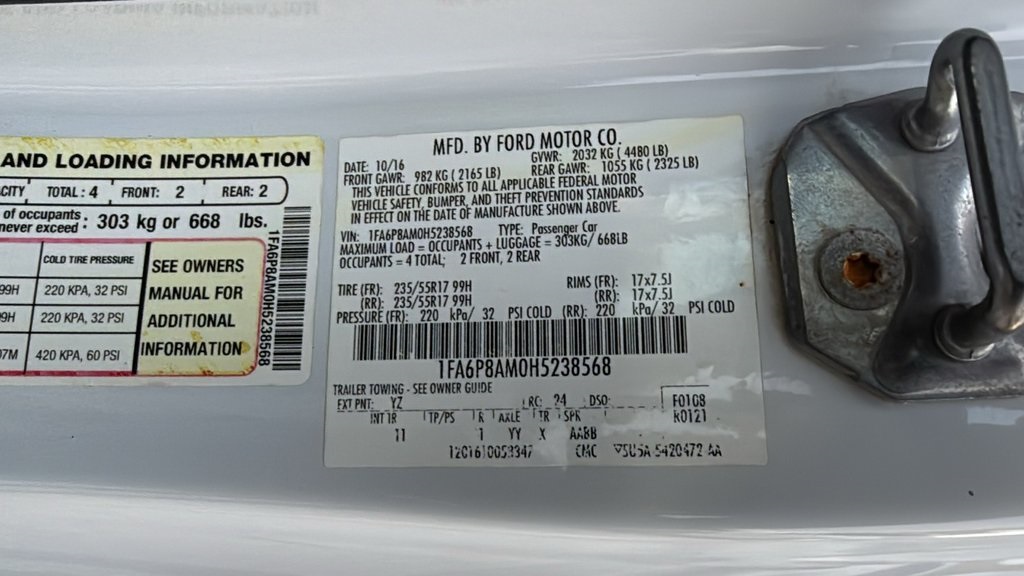 AND LOADING INFORMATION
CITY TOTAL : 4 FRONT: 2 REAR: 2
of occupants
never exceed : 303 kg or 668 lbs.
COLD TIRE PRESSURE
99H 220 KPA, 32 PSI
9H 220 KPA, 32 PSI
7M 420 KPA, 60 PSI
SEE OWNERS
MANUAL FOR
ADDITIONAL
INFORMATION
1FA6P8AM0H5238568
MFD. BY FORD MOTOR CO.
DATE: 10/16 GVWR: 2032 KG ( 4480 LB)
FRONT GAWR: 982 KG ( 2165 LB) REAR GAWR: 1055 KG ( 2325 LB)
THIS VEHICLE CONFORMS TO ALL APPLICABLE FEDERAL MOTOR
VEHICLE SAFETY, BUMPER, AND THEFT PREVENTION STANDARDS
IN EFFECT ON THE DATE OF MANUFACTURE SHOWN ABOVE.
VIN: 1FA6P8AM0H5238568 TYPE: Passenger Car
MAXIMUM LOAD = OCCUPANTS + LUGGAGE = 303KG/ 668LB
OCCUPANTS = 4 TOTAL; 2 FRONT, 2 REAR
TIRE (FR): 235/55R17 99H RIMS (FR): 17x7.5J
(RR): 235/55R17 99H (RR): 17x7.5J
PRESSURE (FR): 220 kPa/ 32 PSI COLD (RR): 220 kPa/ 32 PSI COLD
1FA6P8AM0H5238568
TRAILER TOWING - SEE OWNER GUIDE
EXT PNT: YZ RC: 24 DSO: F0108
INT TR TP/PS R AXLE TR SPR K0121
11 1 YY X AABB
CMC